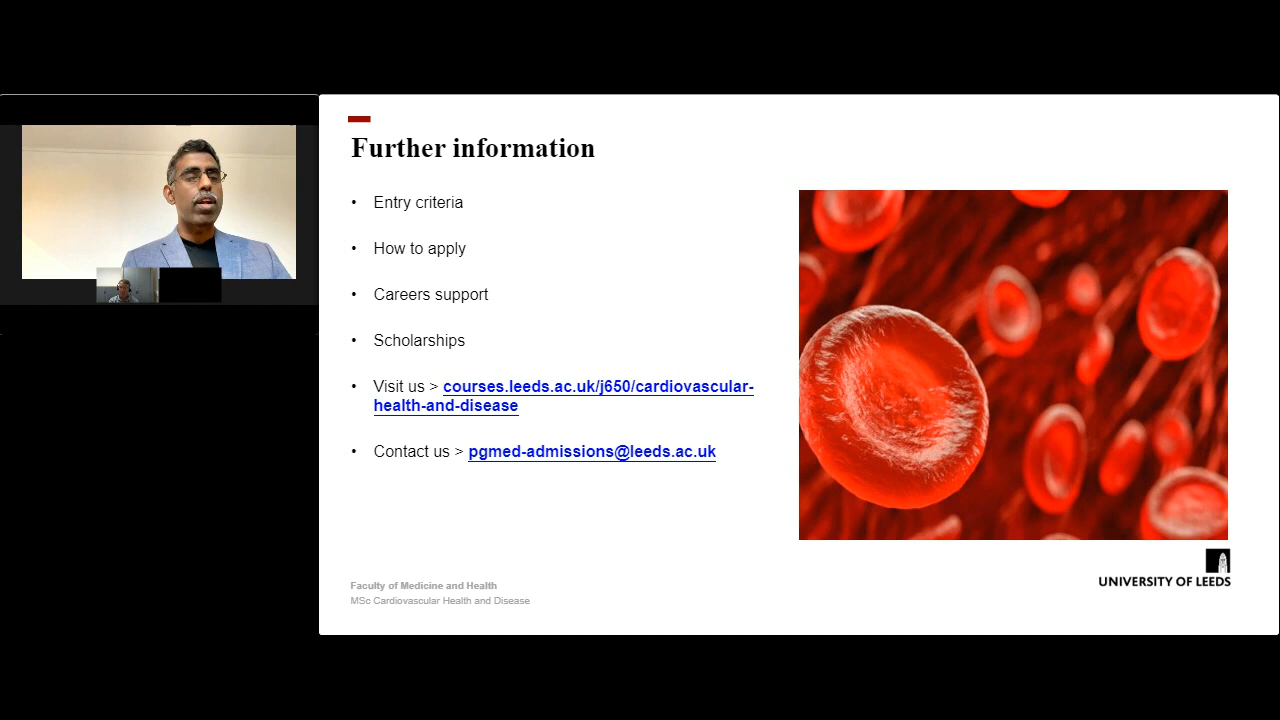 Further information
• Entry criteria
• How to apply
• Careers support
• Scholarships
• Visit us > courses.leeds.ac.uk/j650/cardiovascular-
health-and-disease
• Contact us > pgmed-admissions@leeds.ac.uk
UNIVERSITY OF LEEDS
Faculty of Medicine and Health
MSc Cardiovascular Health and Disease